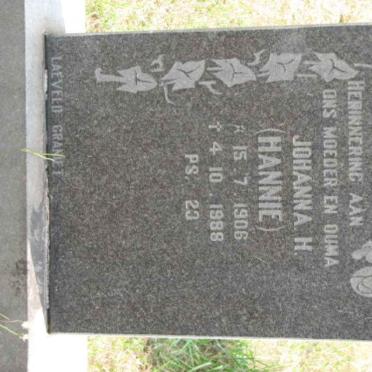 HERINNERING AAN
ONS MOEDER EN OUMA
JOHANNA H.
(HANNIE)
☆ 15. 7. 1906
† 4. 10. 1988
PS. 23
LAEVELD GRANIET